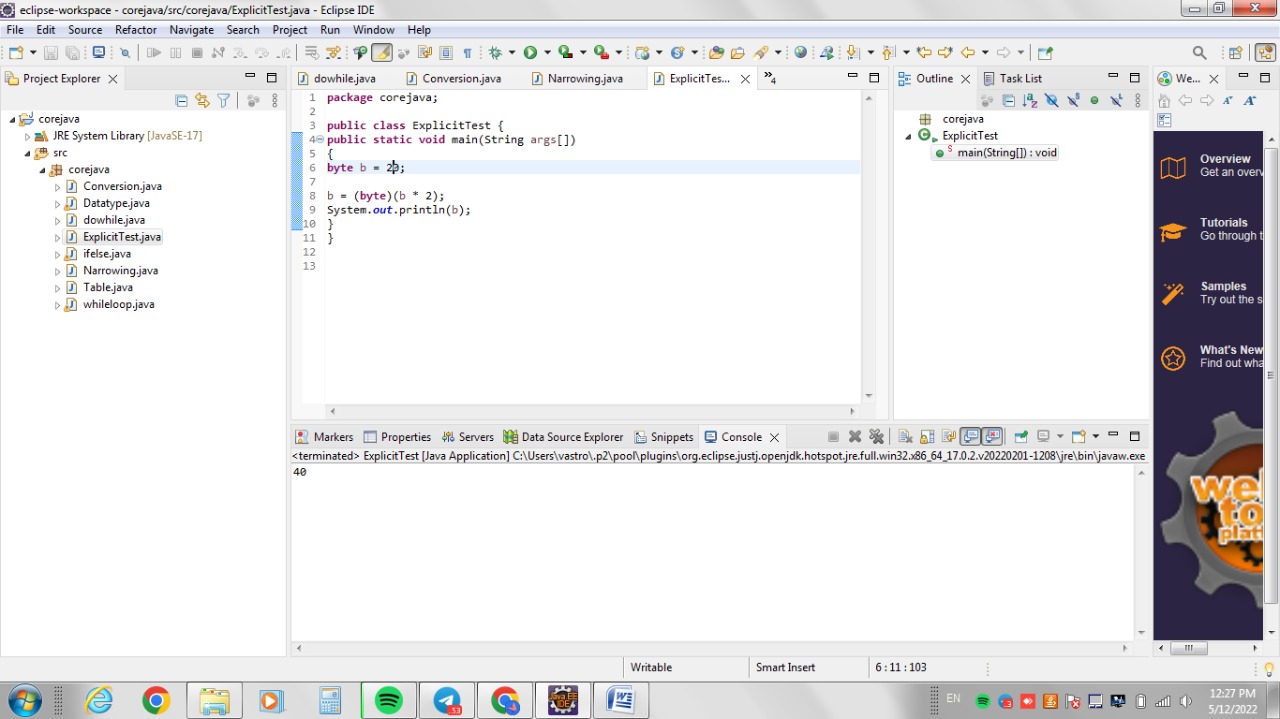 eclipse-workspace - corejava/src/corejava/ExplicitTest.java - Eclipse IDE
File Edit Source Refactor Navigate Search Project Run Window Help
Project Explorer
corejava
JRE System Library [JavaSE-17]
src
corejava
Conversion.java
Datatype.java
dowhile.java
ExplicitTest.java
ifelse.java
Narrowing.java
Table.java
whileloop.java
dowhile.java Conversion.java Narrowing.java ExplicitTes... »4
1 package corejava;
2
3 public class ExplicitTest {
4 public static void main(String args[])
5 {
6 byte b = 20;
7
8 b = (byte)(b * 2);
9 System.out.println(b);
10 }
11 }
12
13
Outline Task List
corejava
ExplicitTest
main(String[]) : void
We...
Overview
Get an overv
Tutorials
Go through t
Samples
Try out the s
What's New
Find out wha
Markers Properties Servers Data Source Explorer Snippets Console
<terminated> ExplicitTest [Java Application] C:\Users\vastro\.p2\pool\plugins\org.eclipse.justj.openjdk.hotspot.jre.full.win32.x86_64_17.0.2.v20220201-1208\jre\bin\javaw.exe
40
Writable Smart Insert 6 : 11 : 103
EN
12:27 PM
5/12/2022